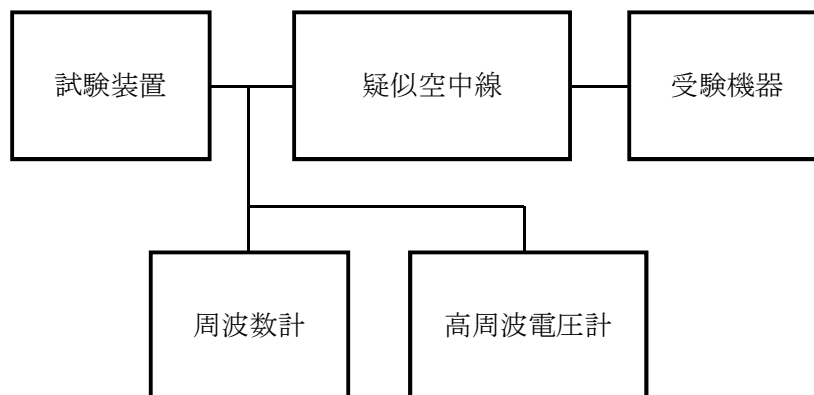 試験装置
疑似空中線
受験機器
周波数計
高周波電圧計